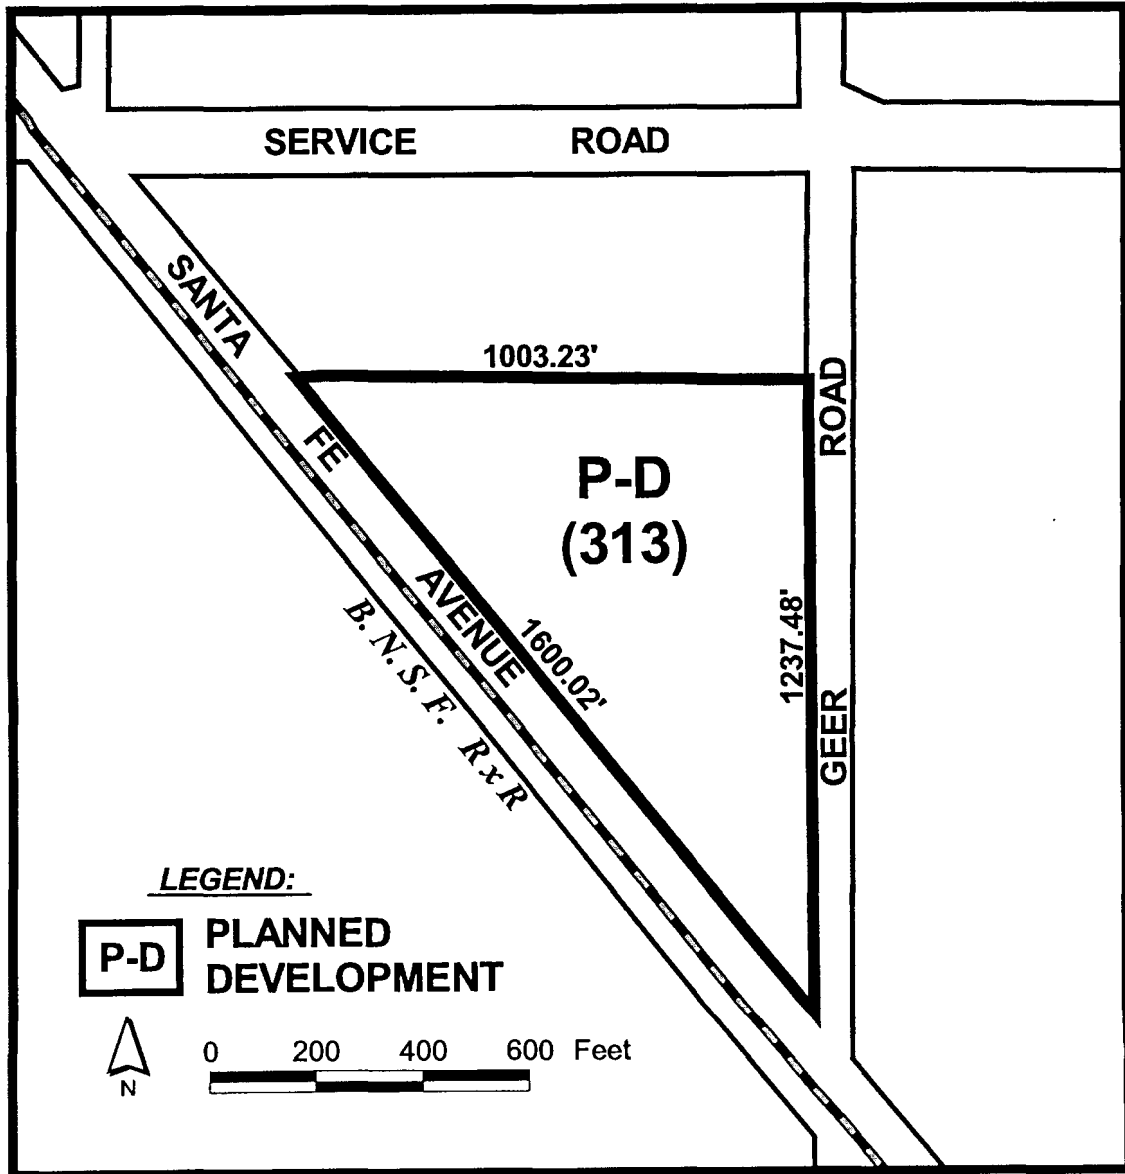 SERVICE ROAD
SANTA FE AVENUE
1003.23'
ROAD
P-D
(313)
1237.48'
1600.02'
GEER
B. N. S. F. R x R
LEGEND:
P-D
PLANNED
DEVELOPMENT
0 200 400 600 Feet
N